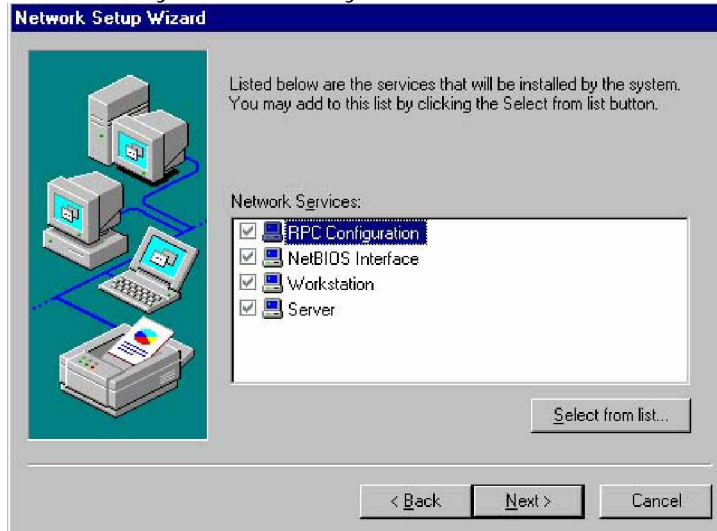 Network Setup Wizard
Listed below are the services that will be installed by the system.
You may add to this list by clicking the Select from list button.
Network Services:
RPC Configuration
NetBIOS Interface
Workstation
Server
Select from list...
< Back Next > Cancel